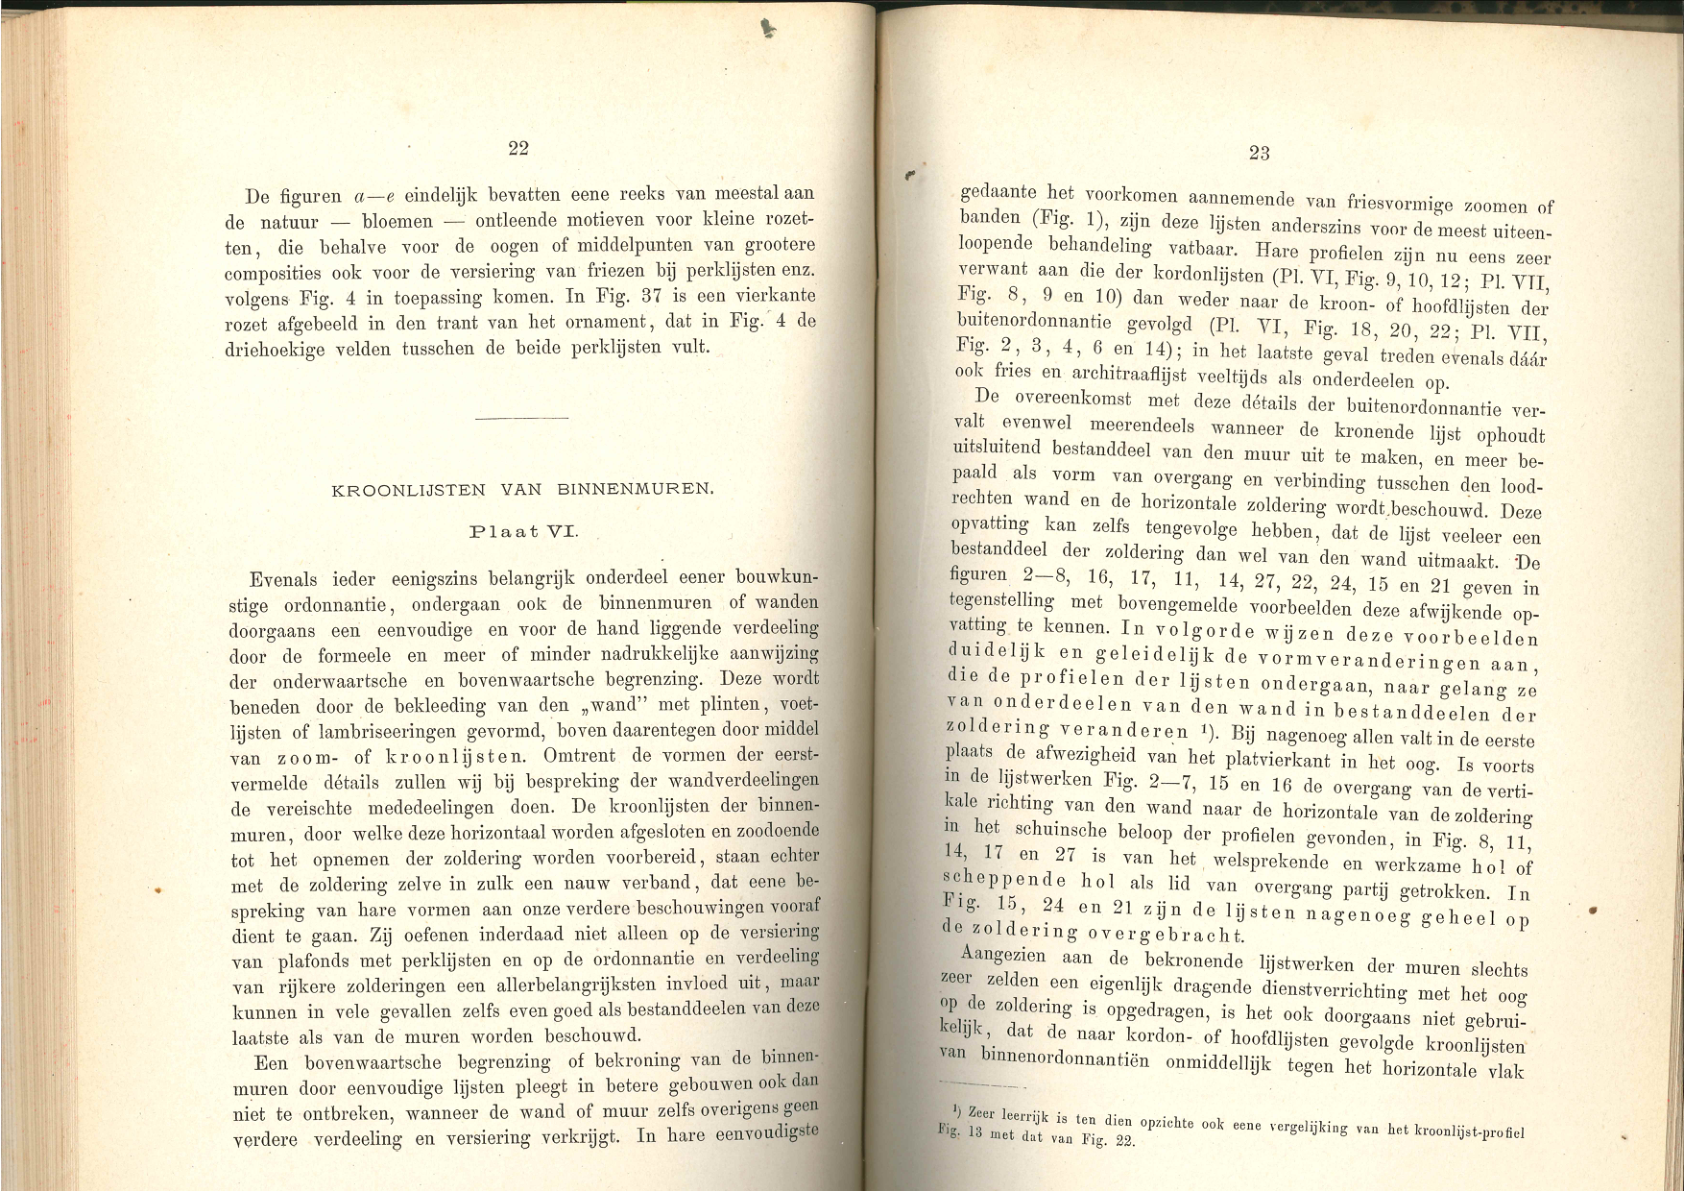 22
De figuren a—e eindelijk bevatten eene reeks van meestal aan
de natuur — bloemen — ontleende motieven voor kleine rozet-
ten, die behalve voor de oogen of middelpunten van grootere
composities ook voor de versiering van friezen bij perklijsten enz.
volgens Fig. 4 in toepassing komen. In Fig. 37 is een vierkante
rozet afgebeeld in den trant van het ornament, dat in Fig. 4 de
driehoekige velden tusschen de beide perklijsten vult.
KROONLIJSTEN VAN BINNENMUREN.
Plaat VI.
Evenals ieder eenigszins belangrijk onderdeel eener bouwkun-
stige ordonnantie, ondergaan ook de binnenmuren of wanden
doorgaans een eenvoudige en voor de hand liggende verdeeling
door de formeele en meer of minder nadrukkelijke aanwijzing
der onderwaartsche en bovenwaartsche begrenzing. Deze wordt
beneden door de bekleeding van den „wand” met plinten, voet-
lijsten of lambriseeringen gevormd, boven daarentegen door middel
van zoom- of kroonlijsten. Omtrent de vormen der eerst-
vermelde détails zullen wij bij bespreking der wandverdeelingen
de vereischte mededeelingen doen. De kroonlijsten der binnen-
muren, door welke deze horizontaal worden afgesloten en zoodoende
tot het opnemen der zoldering worden voorbereid, staan echter
met de zoldering zelve in zulk een nauw verband, dat eene be-
spreking van hare vormen aan onze verdere beschouwingen vooraf
dient te gaan. Zij oefenen inderdaad niet alleen op de versiering
van plafonds met perklijsten en op de ordonnantie en verdeeling
van rijkere zolderingen een allerbelangrijksten invloed uit, maar
kunnen in vele gevallen zelfs even goed als bestanddeelen van deze
laatste als van de muren worden beschouwd.
Een bovenwaartsche begrenzing of bekroning van de binnen-
muren door eenvoudige lijsten pleegt in betere gebouwen ook dan
niet te ontbreken, wanneer de wand of muur zelfs overigens geen
verdere verdeeling en versiering verkrijgt. In hare eenvoudigste
23
gedaante het voorkomen aannemende van friesvormige zoomen of
banden (Fig. 1), zijn deze lijsten anderszins voor de meest uiteen-
loopende behandeling vatbaar. Hare profielen zijn nu eens zeer
verwant aan die der kordonlijsten (Pl. VI, Fig. 9, 10, 12; Pl. VII,
Fig. 8, 9 en 10) dan weder naar de kroon- of hoofdlijsten der
buitenordonnantie gevolgd (Pl. VI, Fig. 18, 20, 22; Pl. VII,
Fig. 2, 3, 4, 6 en 14); in het laatste geval treden evenals dáár
ook fries en architraaflijst veeltijds als onderdeelen op.
De overeenkomst met deze détails der buitenordonnantie ver-
valt evenwel meerendeels wanneer de kronende lijst ophoudt
uitsluitend bestanddeel van den muur uit te maken, en meer be-
paald als vorm van overgang en verbinding tusschen den lood-
rechten wand en de horizontale zoldering wordt beschouwd. Deze
opvatting kan zelfs tengevolge hebben, dat de lijst veeleer een
bestanddeel der zoldering dan wel van den wand uitmaakt. De
figuren 2—8, 16, 17, 11, 14, 27, 22, 24, 15 en 21 geven in
tegenstelling met bovengemelde voorbeelden deze afwijkende op-
vatting te kennen. In volgorde wijzen deze voorbeelden
duidelijk en geleidelijk de vormveranderingen aan,
die de profielen der lijsten ondergaan, naar gelang ze
van onderdeelen van den wand in bestanddeelen der
zoldering veranderen ¹). Bij nagenoeg allen valt in de eerste
plaats de afwezigheid van het platvierkant in het oog. Is voorts
in de lijstwerken Fig. 2—7, 15 en 16 de overgang van de verti-
kale richting van den wand naar de horizontale van de zoldering
in het schuinsche beloop der profielen gevonden, in Fig. 8, 11,
14, 17 en 27 is van het welsprekende en werkzame hol of
scheppende hol als lid van overgang partij getrokken. In
Fig. 15, 24 en 21 zijn de lijsten nagenoeg geheel op
de zoldering overgebracht.
Aangezien aan de bekronende lijstwerken der muren slechts
zeer zelden een eigenlijk dragende dienstverrichting met het oog
op de zoldering is opgedragen, is het ook doorgaans niet gebrui-
kelijk, dat de naar kordon- of hoofdlijsten gevolgde kroonlijsten
van binnenordonnantiën onmiddellijk tegen het horizontale vlak
¹) Zeer leerrijk is ten dien opzichte ook eene vergelijking van het kroonlijst-profiel
Fig. 13 met dat van Fig. 22.